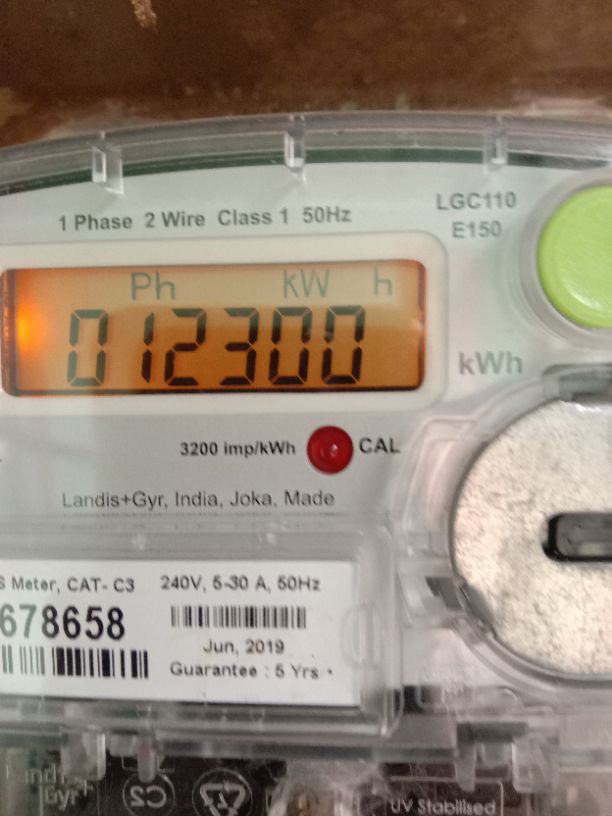 1 Phase 2 Wire Class 1 50Hz
LGC110
E150
Ph kW h
012300
kWh
3200 imp/kWh CAL
Landis+Gyr, India, Joka, Made
S Meter, CAT- C3
240V, 5-30 A, 50Hz
678658
Jun, 2019
Guarantee : 5 Yrs
Gyr+
UV Stabilised